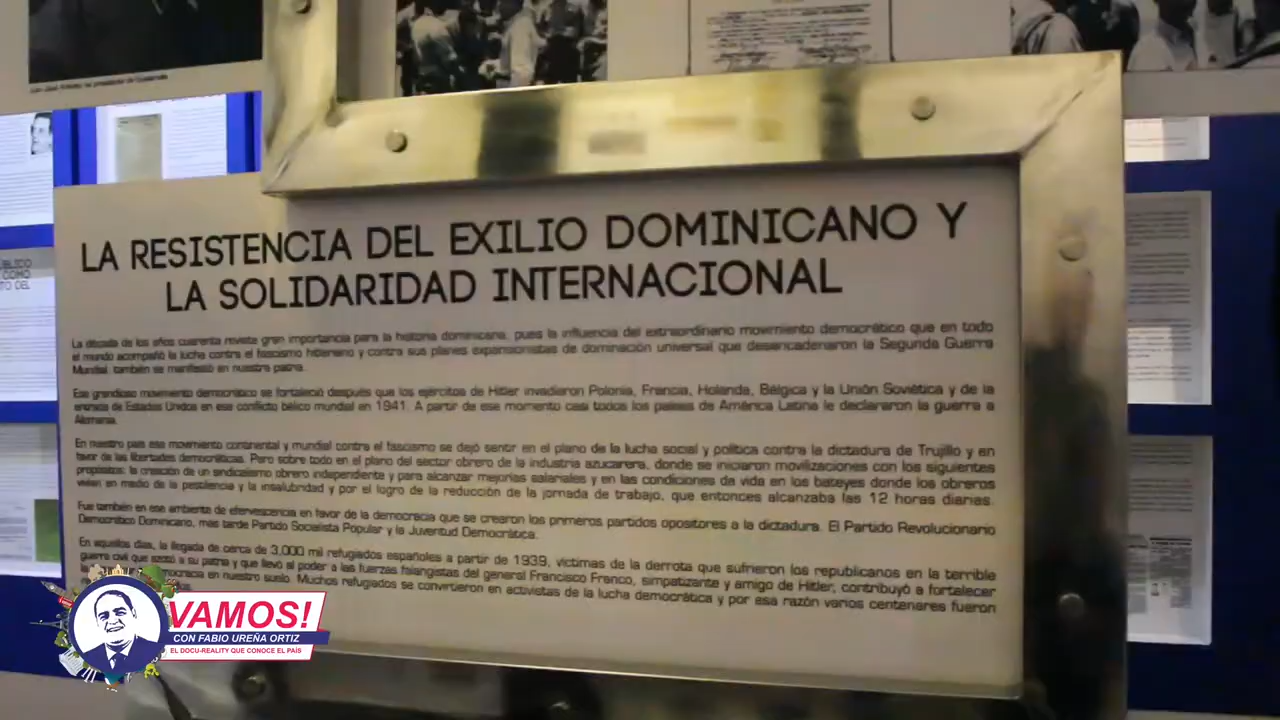 LA RESISTENCIA DEL EXILIO DOMINICANO Y
LA SOLIDARIDAD INTERNACIONAL
La década de los años cuarenta reviste gran importancia para la historia dominicana, pues la influencia del extraordinario movimiento democrático que en todo
el mundo acompañó la lucha contra el fascismo hitleriano y contra sus planes expansionistas de dominación universal que desencadenaron la Segunda Guerra
Mundial, también se manifestó en nuestra patria.
Ese grandioso movimiento democrático se fortaleció después que los ejércitos de Hitler invadieron Polonia, Francia, Holanda, Bélgica y la Unión Soviética y de la
entrada de Estados Unidos en ese conflicto bélico mundial en 1941. A partir de ese momento casi todos los países de América Latina le declararon la guerra a
Alemania.
En nuestro país ese movimiento continental y mundial contra el fascismo se dejó sentir en el plano de la lucha social y política contra la dictadura de Trujillo y en
favor de las libertades democráticas. Pero sobre todo en el plano del sector obrero de la industria azucarera, donde se iniciaron movilizaciones con los siguientes
propósitos: la creación de un sindicalismo obrero independiente y para alcanzar mejorías salariales y en las condiciones da vida en los bateyes donde los obreros
vivían en medio de la pestilencia y la insalubridad y por el logro de la reducción de la jornada de trabajo, que entonces alcanzaba las 12 horas diarias.
Fue también en ese ambiente de efervescencia en favor de la democracia que se crearon los primeros partidos opositores a la dictadura. El Partido Revolucionario
Democrático Dominicano, más tarde Partido Socialista Popular y la Juventud Democrática.
En aquellos días, la llegada de cerca de 3,000 mil refugiados españoles a partir de 1939, víctimas de la derrota que sufrieron los republicanos en la terrible
guerra civil que azotó a su patria y que llevó al poder a las fuerzas falangistas del general Francisco Franco, simpatizante y amigo de Hitler, contribuyó a fortalecer
democracia en nuestro suelo. Muchos refugiados se convirtieron en activistas de la lucha democrática y por esa razón varios centenares fueron
VAMOS!
CON FABIO UREÑA ORTIZ
EL DOCU-REALITY QUE CONOCE EL PAÍS